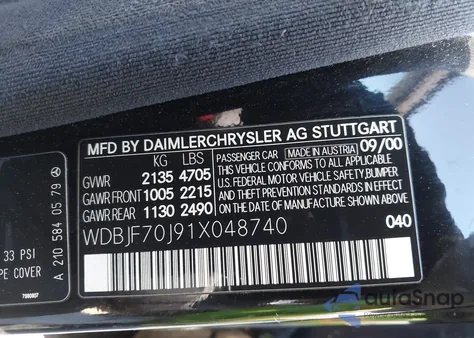 MFD BY DAIMLERCHRYSLER AG STUTTGART
KG LBS
GVWR 2135 4705
GAWR FRONT 1005 2215
GAWR REAR 1130 2490
PASSENGER CAR MADE IN AUSTRIA 09/00
THIS VEHICLE CONFORMS TO ALL APPLICABLE
U.S. FEDERAL MOTOR VEHICLE SAFETY,BUMPER
AND THEFT PREVENTION STANDARDS IN EFFECT
ON THE DATE OF MANUFACTURE SHOWN ABOVE.
WDBJF70J91X048740
040
A 210 584 05 79
33 PSI
PE COVER
autoSnap